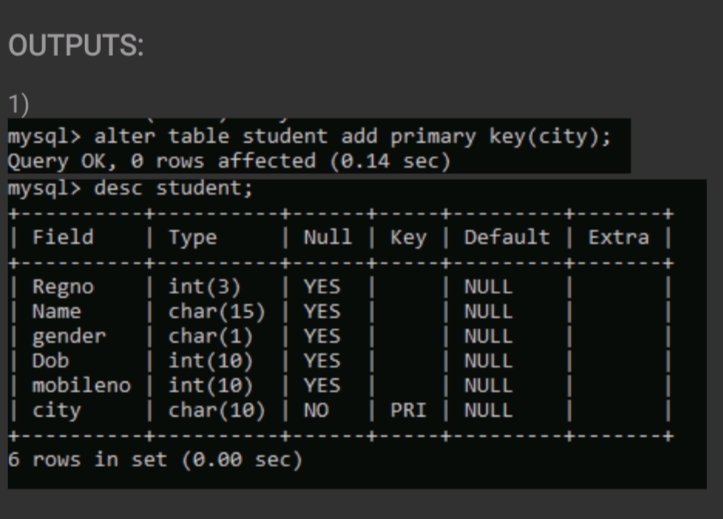 OUTPUTS:
1)
mysql> alter table student add primary key(city);
Query OK, 0 rows affected (0.14 sec)
mysql> desc student;
+----------+----------+------+-----+---------+-------+
| Field    | Type     | Null | Key | Default | Extra |
+----------+----------+------+-----+---------+-------+
| Regno    | int(3)   | YES  |     | NULL    |       |
| Name     | char(15) | YES  |     | NULL    |       |
| gender   | char(1)  | YES  |     | NULL    |       |
| Dob      | int(10)  | YES  |     | NULL    |       |
| mobileno | int(10)  | YES  |     | NULL    |       |
| city     | char(10) | NO   | PRI | NULL    |       |
+----------+----------+------+-----+---------+-------+
6 rows in set (0.00 sec)